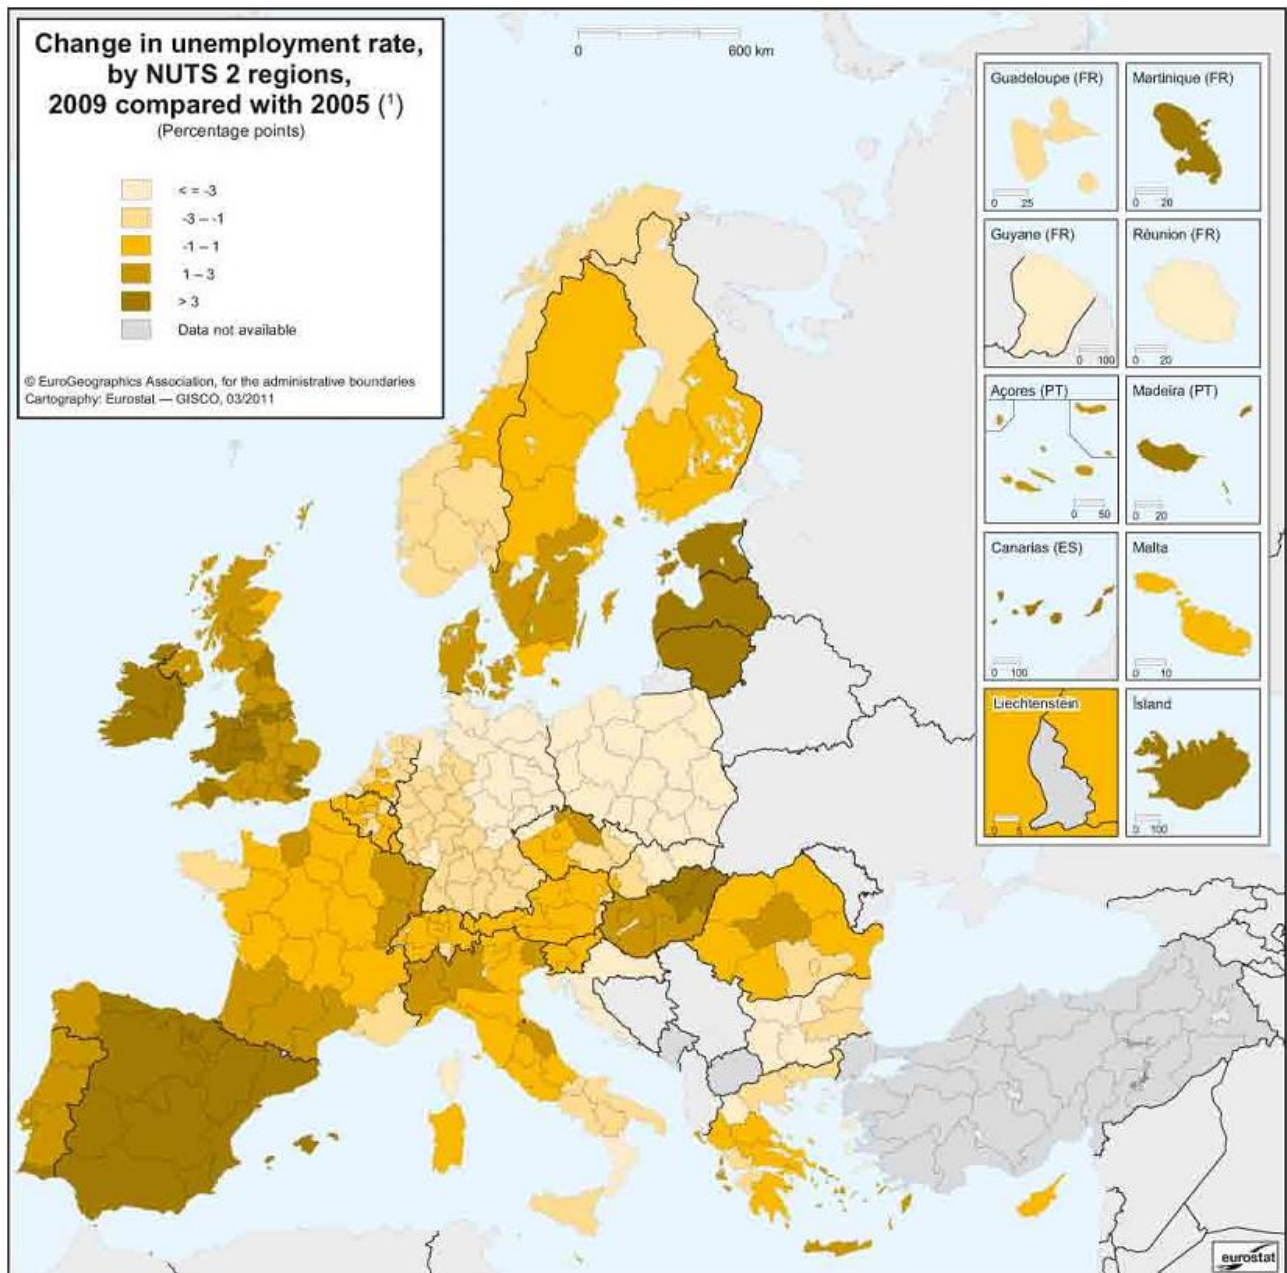 Change in unemployment rate,
by NUTS 2 regions,
2009 compared with 2005 (¹)
(Percentage points)
< = -3
-3 – -1
-1 – 1
1 – 3
> 3
Data not available
© EuroGeographics Association, for the administrative boundaries
Cartography: Eurostat — GISCO, 03/2011
0 600 km
Guadeloupe (FR)
0 25
Martinique (FR)
0 20
Guyane (FR)
0 100
Réunion (FR)
0 20
Açores (PT)
0 50
Madeira (PT)
0 20
Canarias (ES)
0 100
Malta
0 10
Liechtenstein
0 5
Ísland
0 100
eurostat